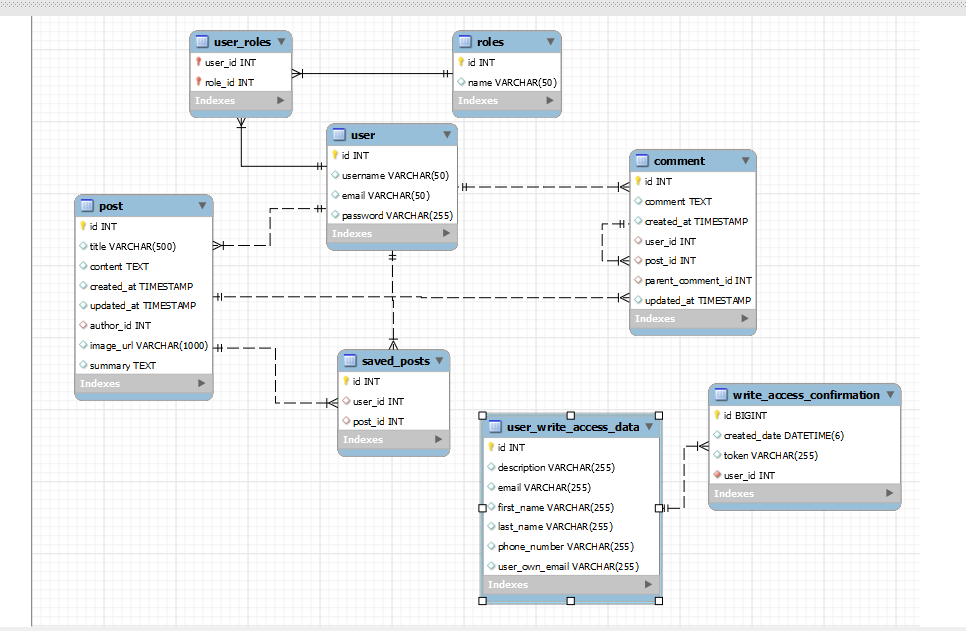 user_roles
user_id INT
role_id INT
Indexes
roles
id INT
name VARCHAR(50)
Indexes
user
id INT
username VARCHAR(50)
email VARCHAR(50)
password VARCHAR(255)
Indexes
comment
id INT
comment TEXT
created_at TIMESTAMP
user_id INT
post_id INT
parent_comment_id INT
updated_at TIMESTAMP
Indexes
post
id INT
title VARCHAR(500)
content TEXT
created_at TIMESTAMP
updated_at TIMESTAMP
author_id INT
image_url VARCHAR(1000)
summary TEXT
Indexes
saved_posts
id INT
user_id INT
post_id INT
Indexes
user_write_access_data
id INT
description VARCHAR(255)
email VARCHAR(255)
first_name VARCHAR(255)
last_name VARCHAR(255)
phone_number VARCHAR(255)
user_own_email VARCHAR(255)
Indexes
write_access_confirmation
id BIGINT
created_date DATETIME(6)
token VARCHAR(255)
user_id INT
Indexes